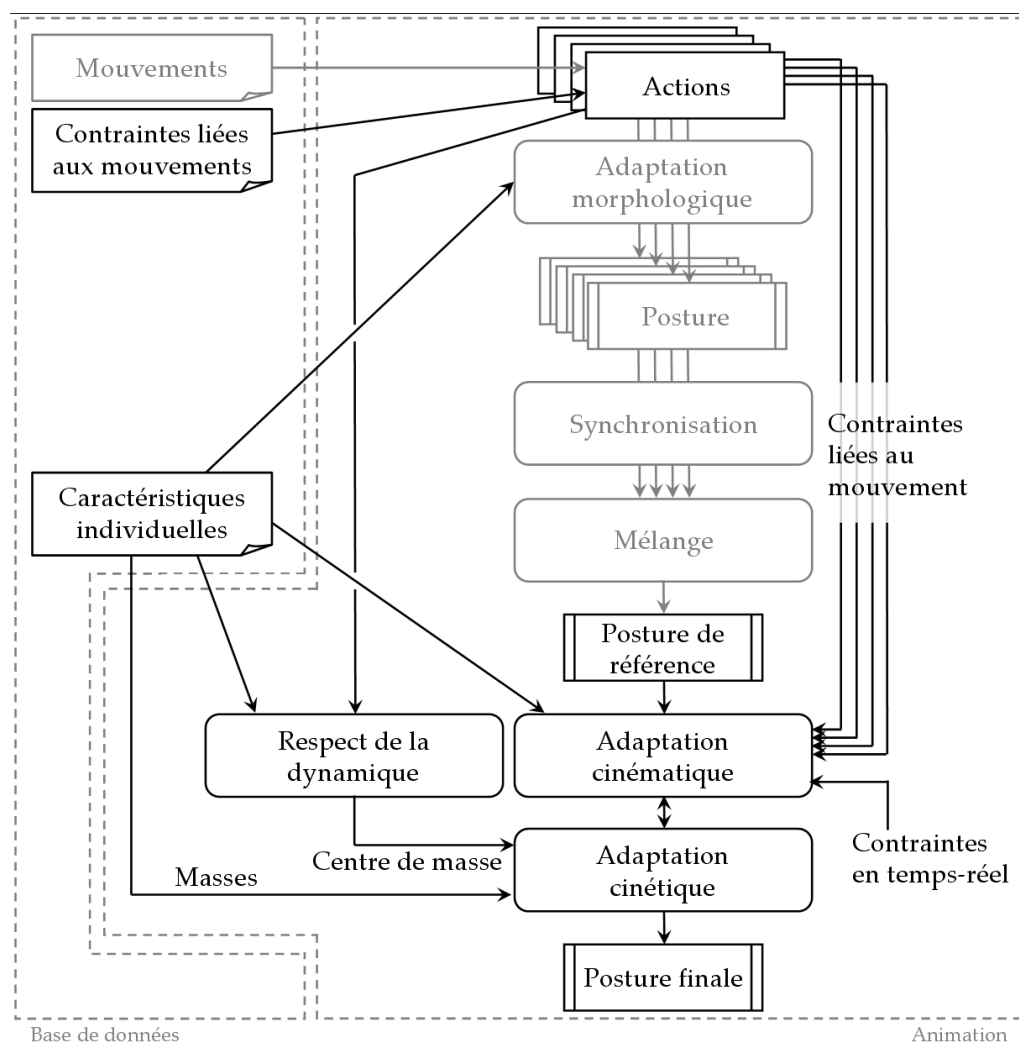 Mouvements
Actions
Contraintes liées
aux mouvements
Adaptation
morphologique
Posture
Synchronisation
Contraintes
liées au
mouvement
Caractéristiques
individuelles
Mélange
Posture de
référence
Respect de la
dynamique
Adaptation
cinématique
Contraintes
en temps-réel
Centre de masse
Masses
Adaptation
cinétique
Posture finale
Base de données
Animation